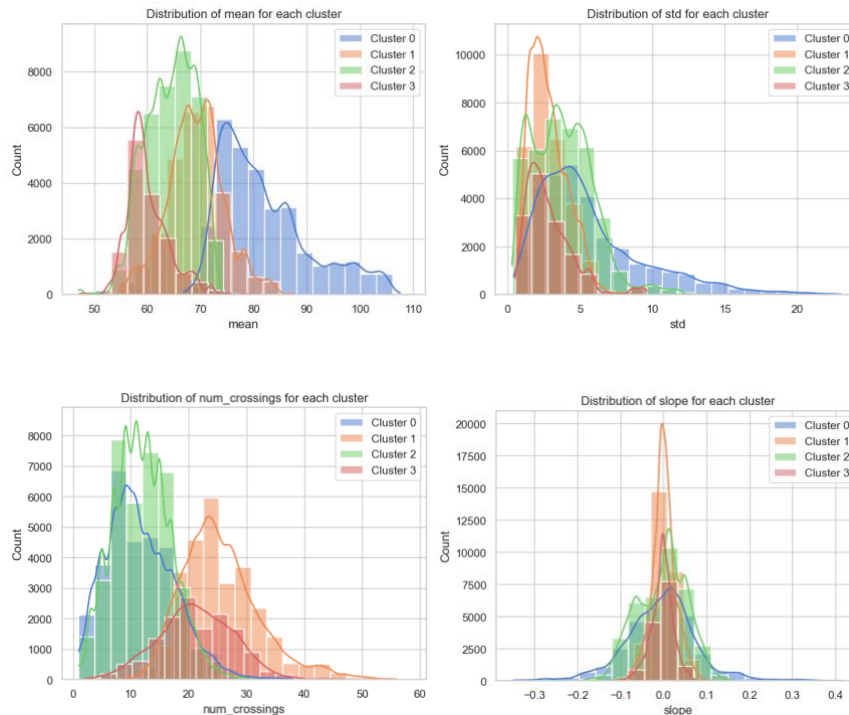 Distribution of mean for each cluster
Cluster 0
Cluster 1
Cluster 2
Cluster 3
8000
6000
4000
2000
0
Count
50 60 70 80 90 100 110
mean
Distribution of std for each cluster
Cluster 0
Cluster 1
Cluster 2
Cluster 3
10000
8000
6000
4000
2000
0
Count
0 5 10 15 20
std
Distribution of num_crossings for each cluster
Cluster 0
Cluster 1
Cluster 2
Cluster 3
8000
7000
6000
5000
4000
3000
2000
1000
0
Count
0 10 20 30 40 50 60
num_crossings
Distribution of slope for each cluster
Cluster 0
Cluster 1
Cluster 2
Cluster 3
20000
17500
15000
12500
10000
7500
5000
2500
0
Count
−0.3 −0.2 −0.1 0.0 0.1 0.2 0.3 0.4
slope